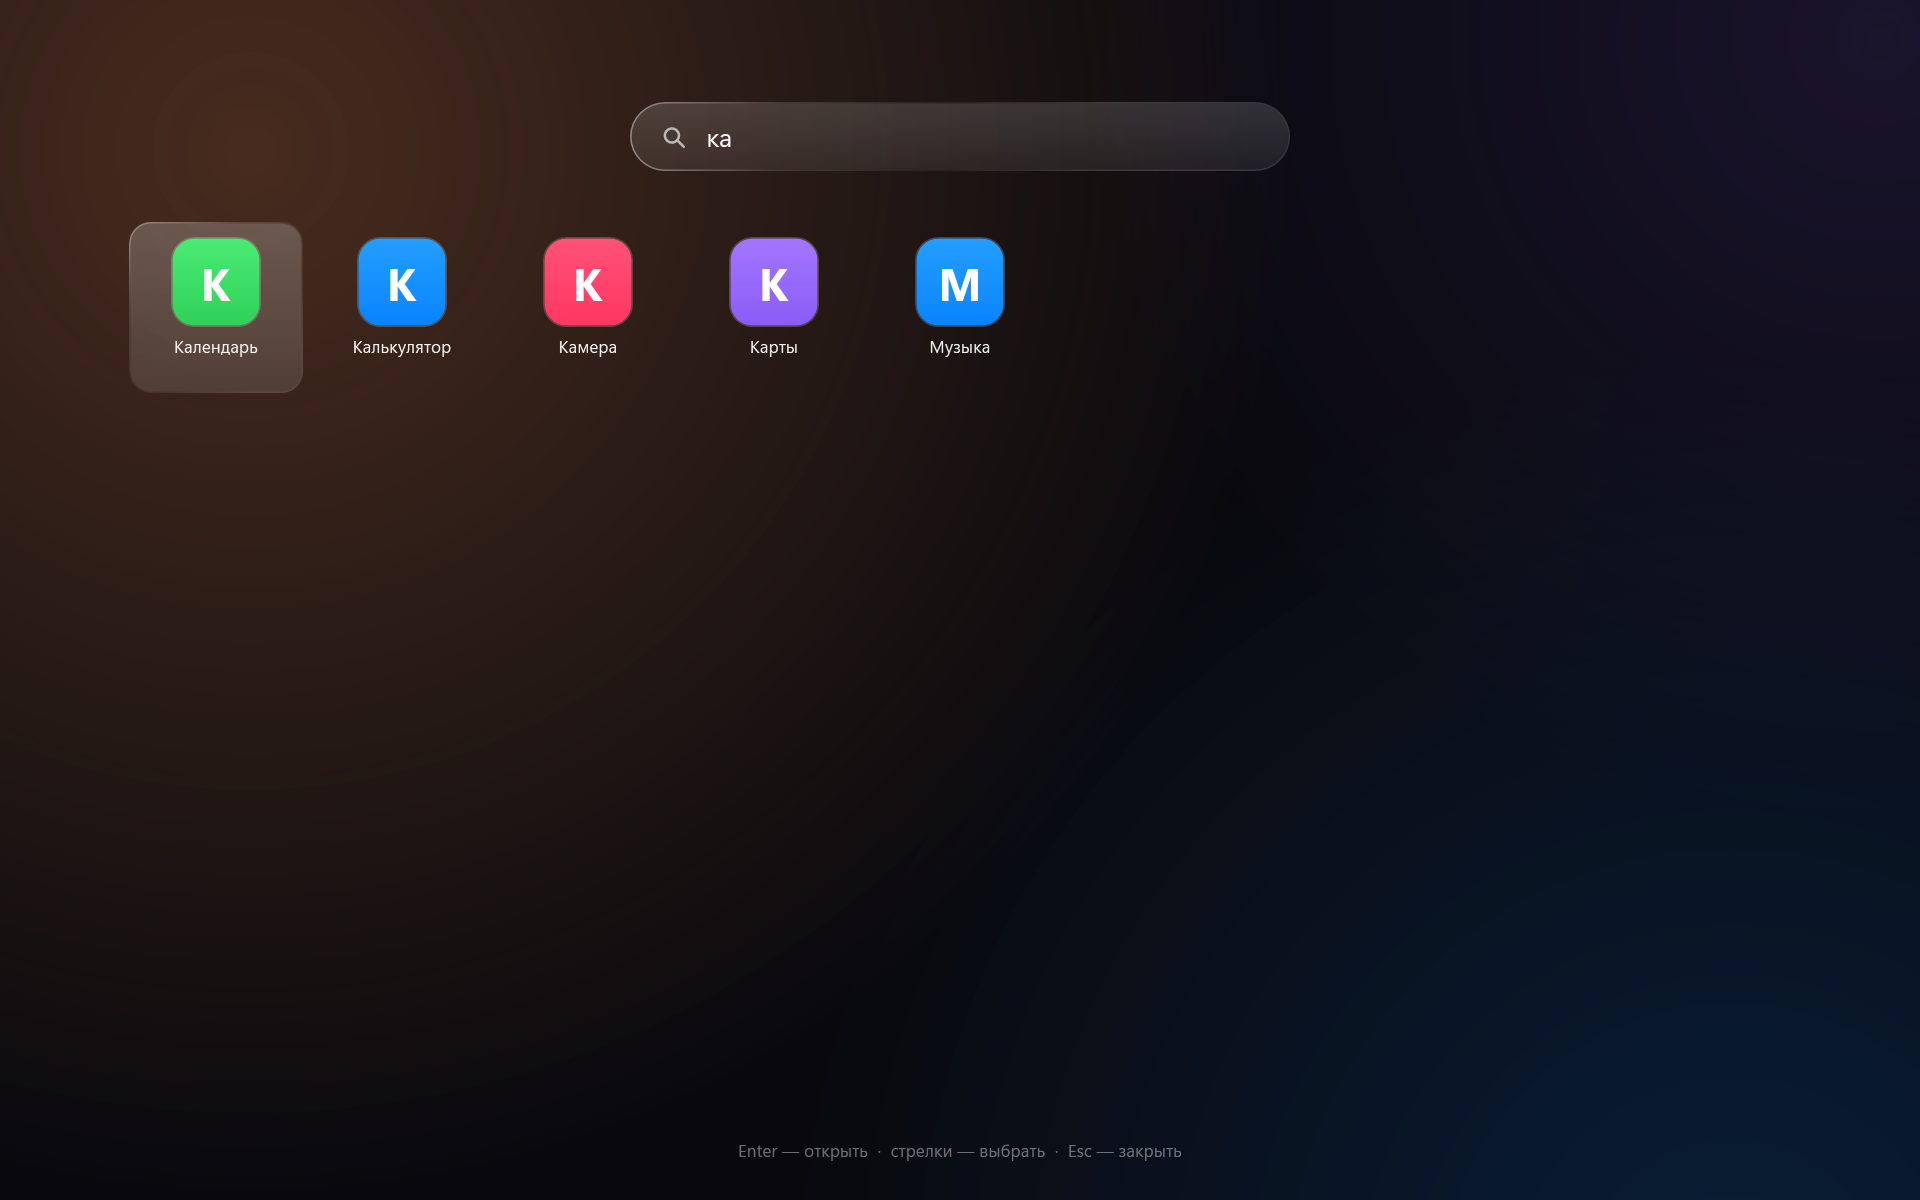 ка
К К К К М
Календарь Калькулятор Камера Карты Музыка
Enter — открыть · стрелки — выбрать · Esc — закрыть